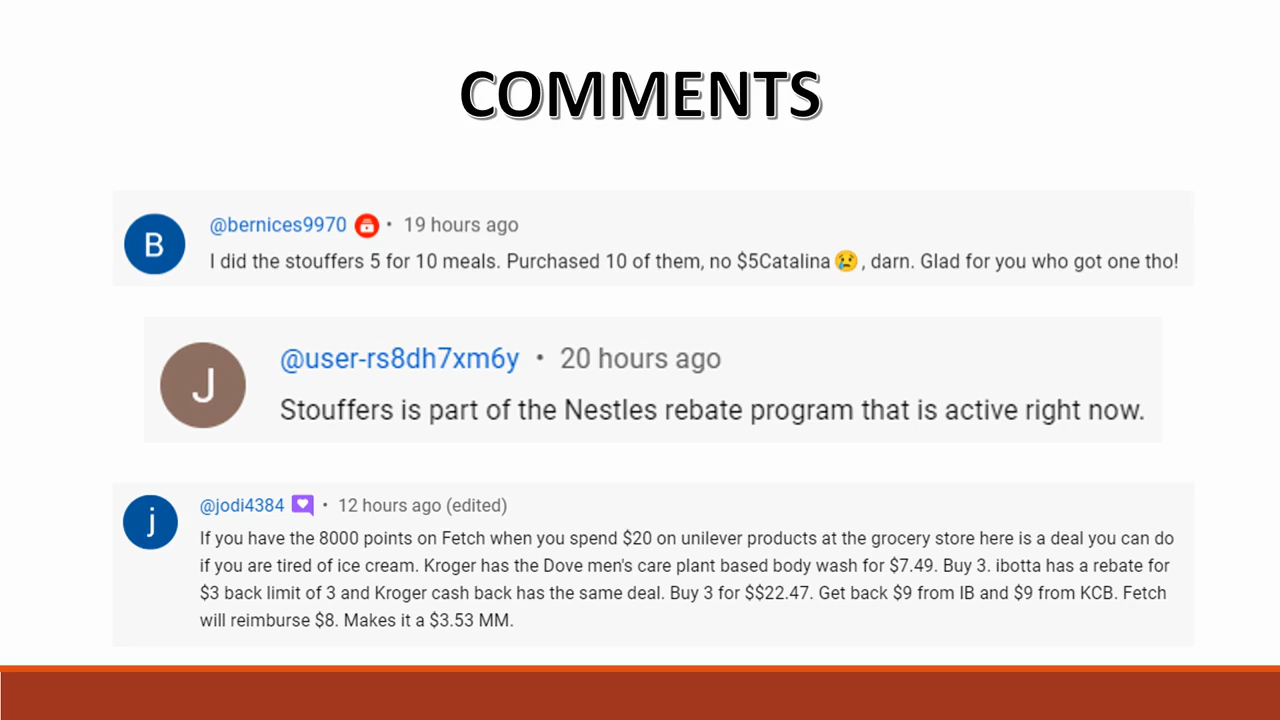 COMMENTS
B
@bernices9970 • 19 hours ago
I did the stouffers 5 for 10 meals. Purchased 10 of them, no $5Catalina😢, darn. Glad for you who got one tho!
J
@user-rs8dh7xm6y • 20 hours ago
Stouffers is part of the Nestles rebate program that is active right now.
j
@jodi4384 • 12 hours ago (edited)
If you have the 8000 points on Fetch when you spend $20 on unilever products at the grocery store here is a deal you can do
if you are tired of ice cream. Kroger has the Dove men's care plant based body wash for $7.49. Buy 3. ibotta has a rebate for
$3 back limit of 3 and Kroger cash back has the same deal. Buy 3 for $$22.47. Get back $9 from IB and $9 from KCB. Fetch
will reimburse $8. Makes it a $3.53 MM.